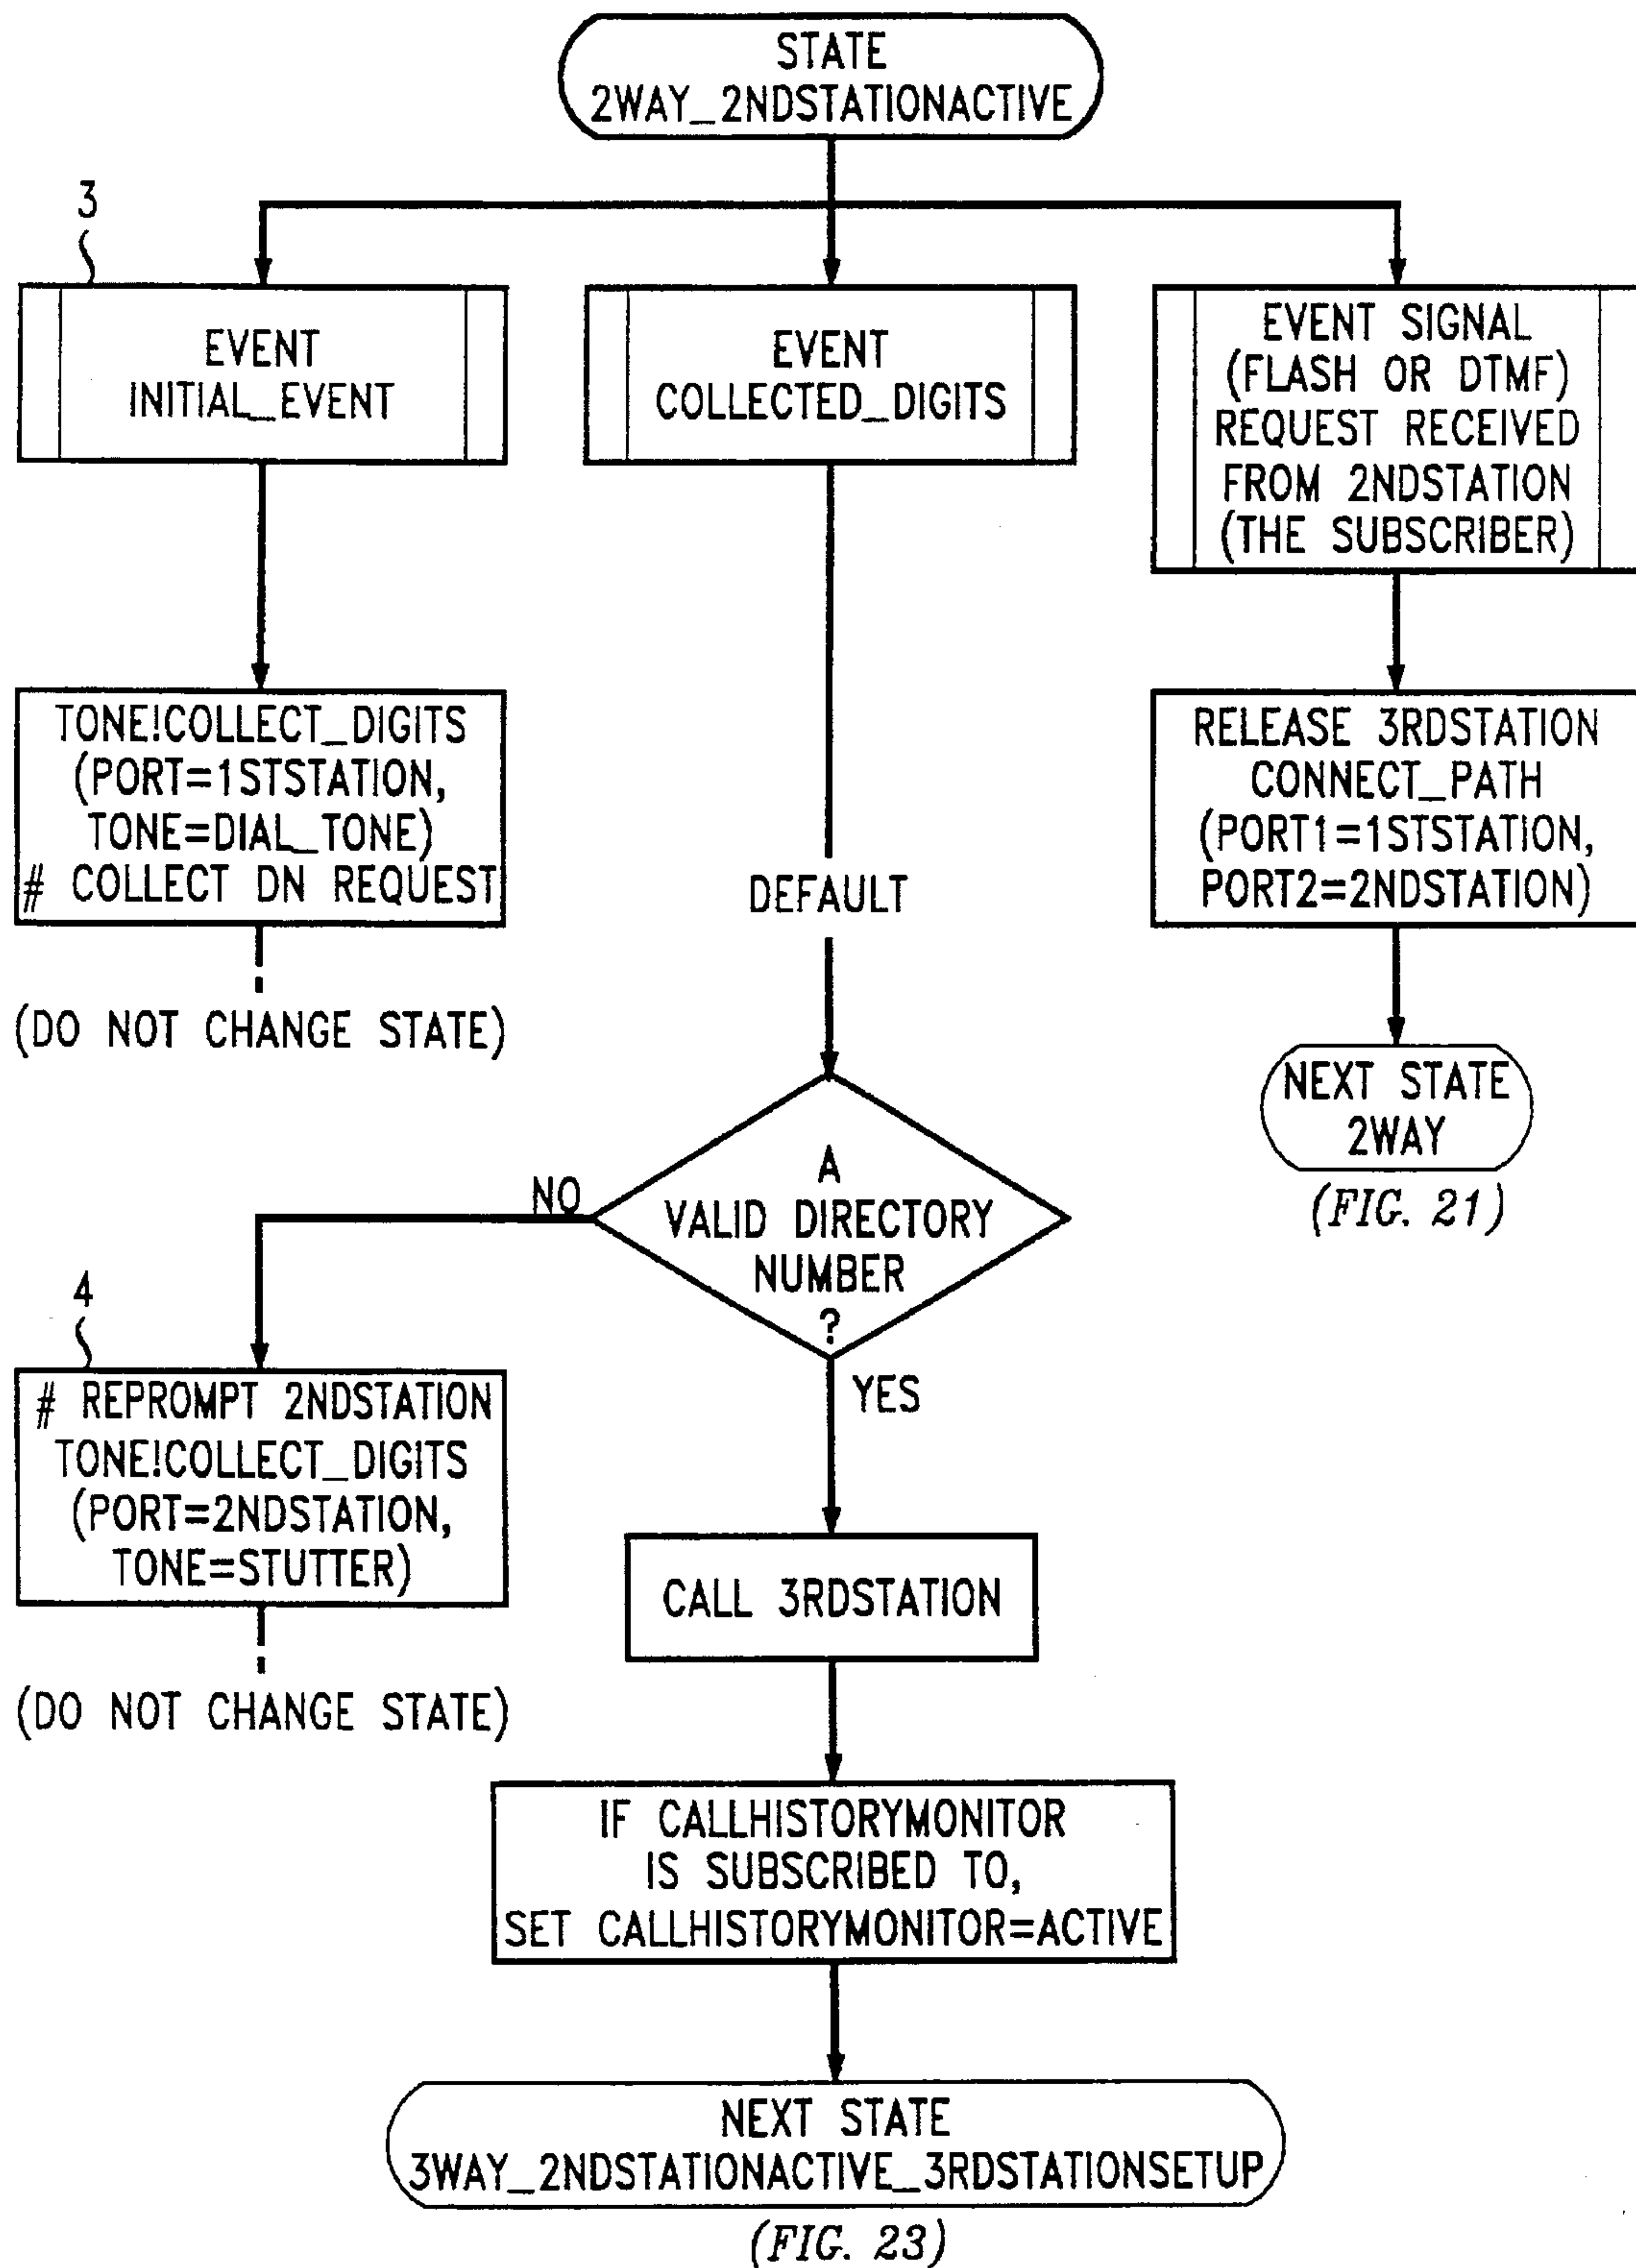 STATE
2WAY_2NDSTATIONACTIVE
3
EVENT
INITIAL_EVENT
EVENT
COLLECTED_DIGITS
EVENT SIGNAL
(FLASH OR DTMF)
REQUEST RECEIVED
FROM 2NDSTATION
(THE SUBSCRIBER)
TONE!COLLECT_DIGITS
(PORT=1STSTATION,
TONE=DIAL_TONE)
# COLLECT DN REQUEST
(DO NOT CHANGE STATE)
DEFAULT
RELEASE 3RDSTATION
CONNECT_PATH
(PORT1=1STSTATION,
PORT2=2NDSTATION)
NEXT STATE
2WAY
(FIG. 21)
A
VALID DIRECTORY
NUMBER
?
NO
YES
4
# REPROMPT 2NDSTATION
TONE!COLLECT_DIGITS
(PORT=2NDSTATION,
TONE=STUTTER)
(DO NOT CHANGE STATE)
CALL 3RDSTATION
IF CALLHISTORYMONITOR
IS SUBSCRIBED TO,
SET CALLHISTORYMONITOR=ACTIVE
NEXT STATE
3WAY_2NDSTATIONACTIVE_3RDSTATIONSETUP
(FIG. 23)